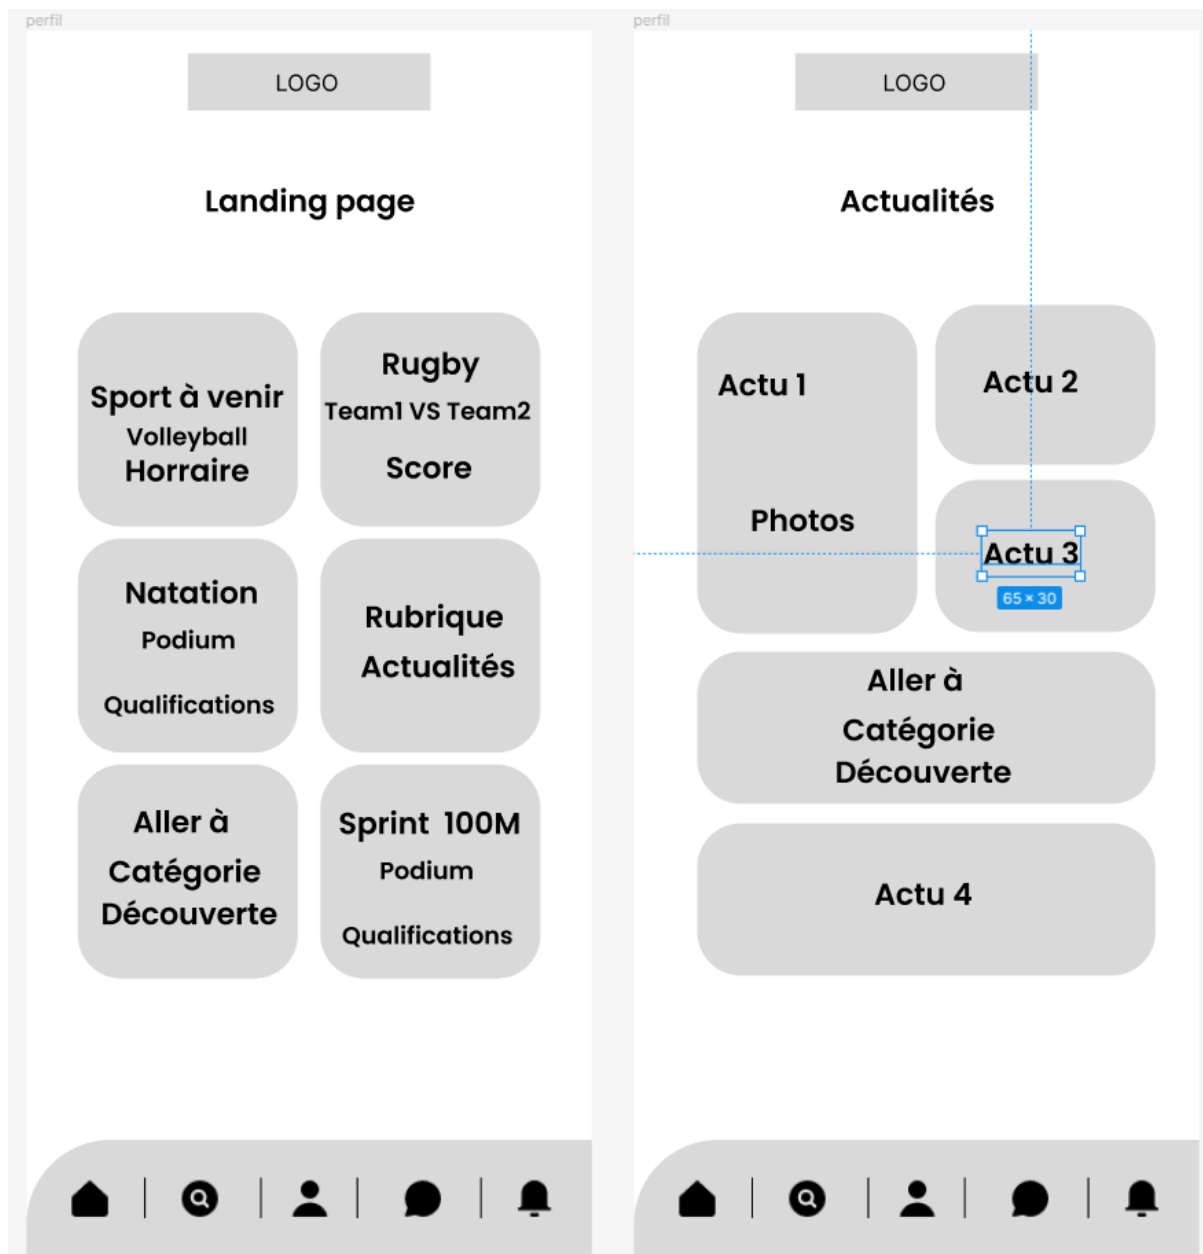 perfil
LOGO
Landing page
Sport à venir
Volleyball
Horraire
Rugby
Team1 VS Team2
Score
Natation
Podium
Qualifications
Rubrique
Actualités
Aller à
Catégorie
Découverte
Sprint 100M
Podium
Qualifications
perfil
LOGO
Actualités
Actu 1
Photos
Actu 2
Actu 3
65 × 30
Aller à
Catégorie
Découverte
Actu 4